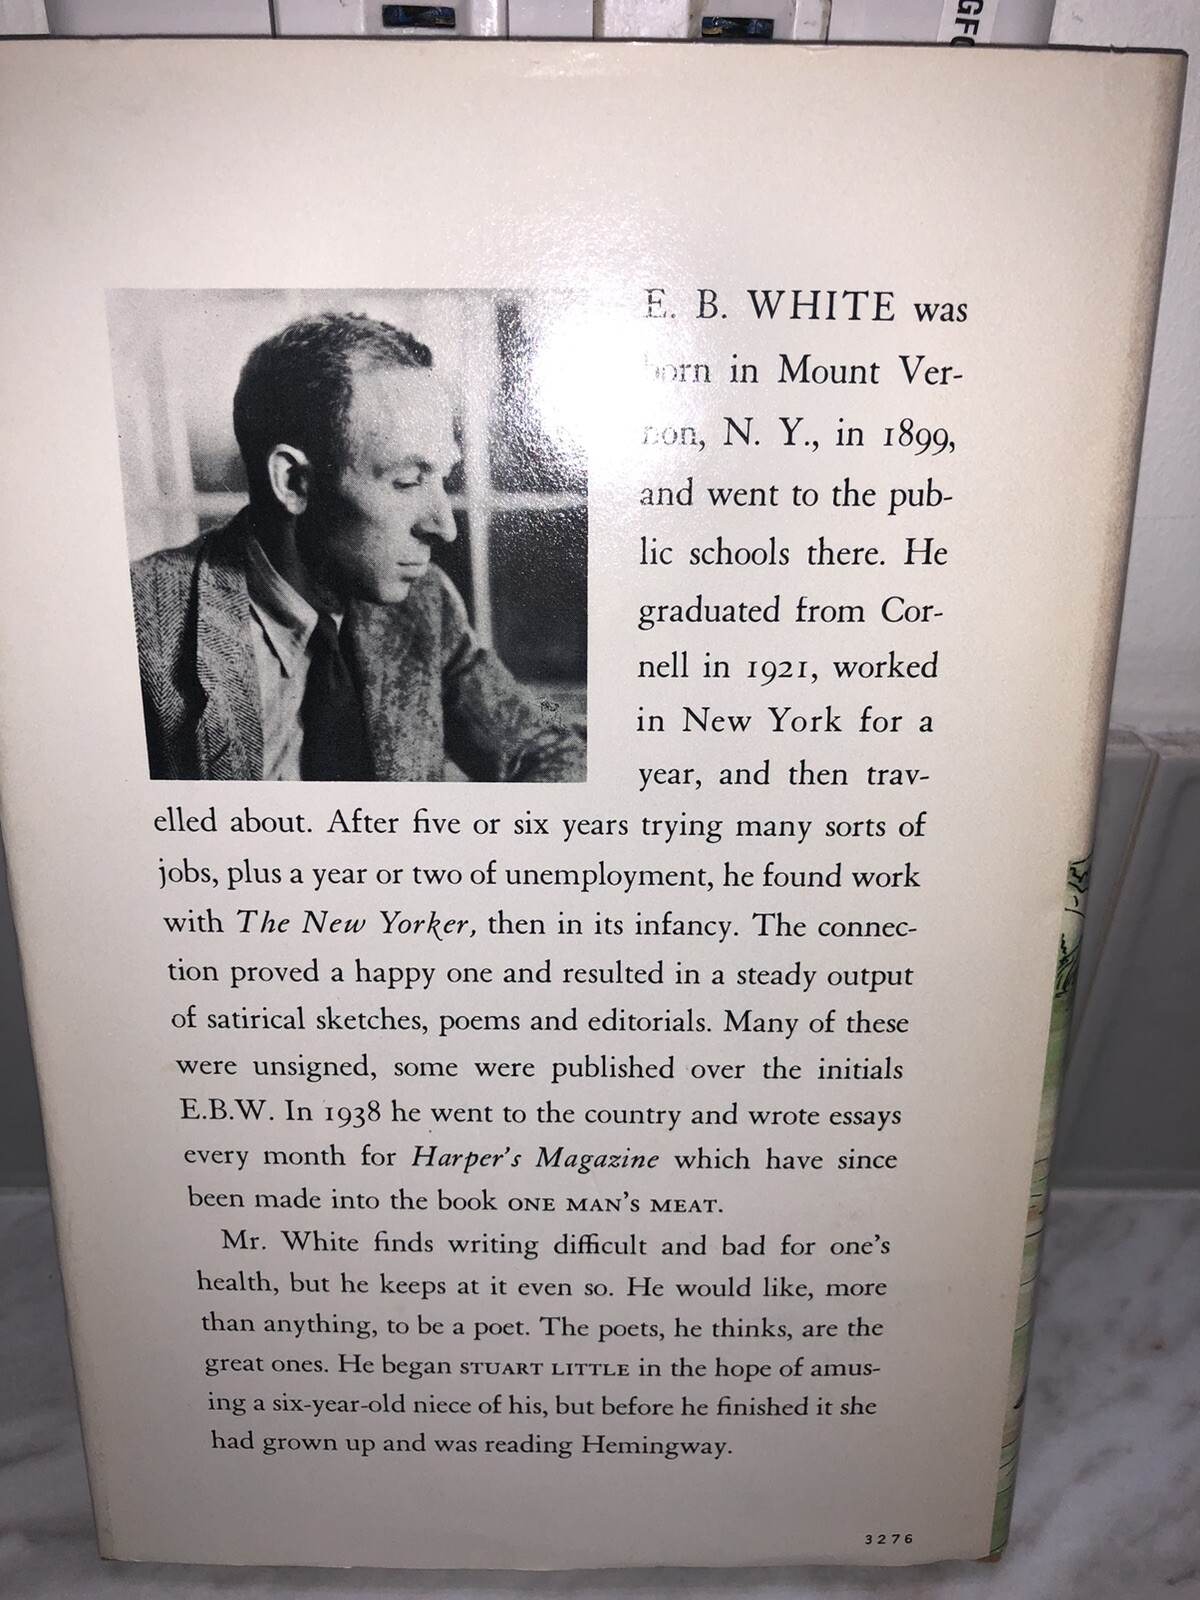 GFC
E. B. WHITE was
born in Mount Ver-
non, N. Y., in 1899,
and went to the pub-
lic schools there. He
graduated from Cor-
nell in 1921, worked
in New York for a
year, and then trav-
elled about. After five or six years trying many sorts of
jobs, plus a year or two of unemployment, he found work
with The New Yorker, then in its infancy. The connec-
tion proved a happy one and resulted in a steady output
of satirical sketches, poems and editorials. Many of these
were unsigned, some were published over the initials
E.B.W. In 1938 he went to the country and wrote essays
every month for Harper's Magazine which have since
been made into the book ONE MAN'S MEAT.
Mr. White finds writing difficult and bad for one's
health, but he keeps at it even so. He would like, more
than anything, to be a poet. The poets, he thinks, are the
great ones. He began STUART LITTLE in the hope of amus-
ing a six-year-old niece of his, but before he finished it she
had grown up and was reading Hemingway.
3276